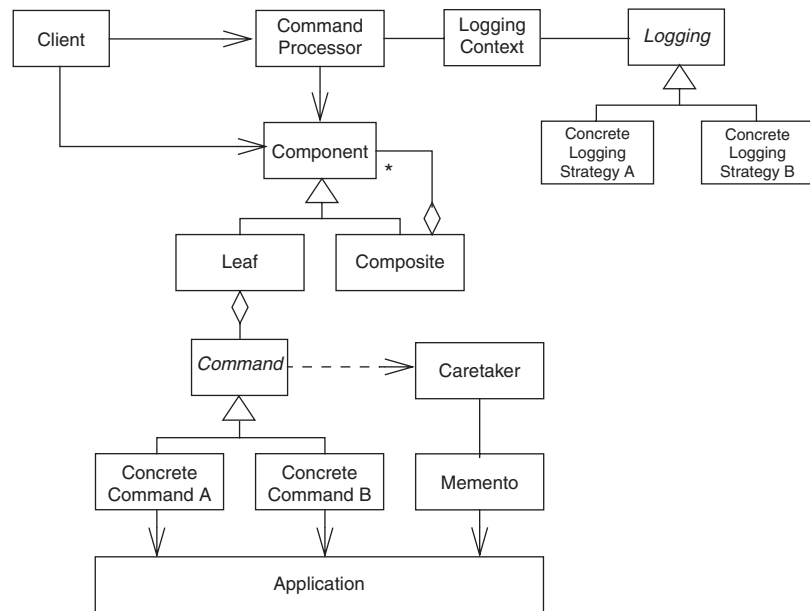 Client
Command
Processor
Logging
Context
Logging
Component
*
Concrete
Logging
Strategy A
Concrete
Logging
Strategy B
Leaf
Composite
Command
Caretaker
Concrete
Command A
Concrete
Command B
Memento
Application